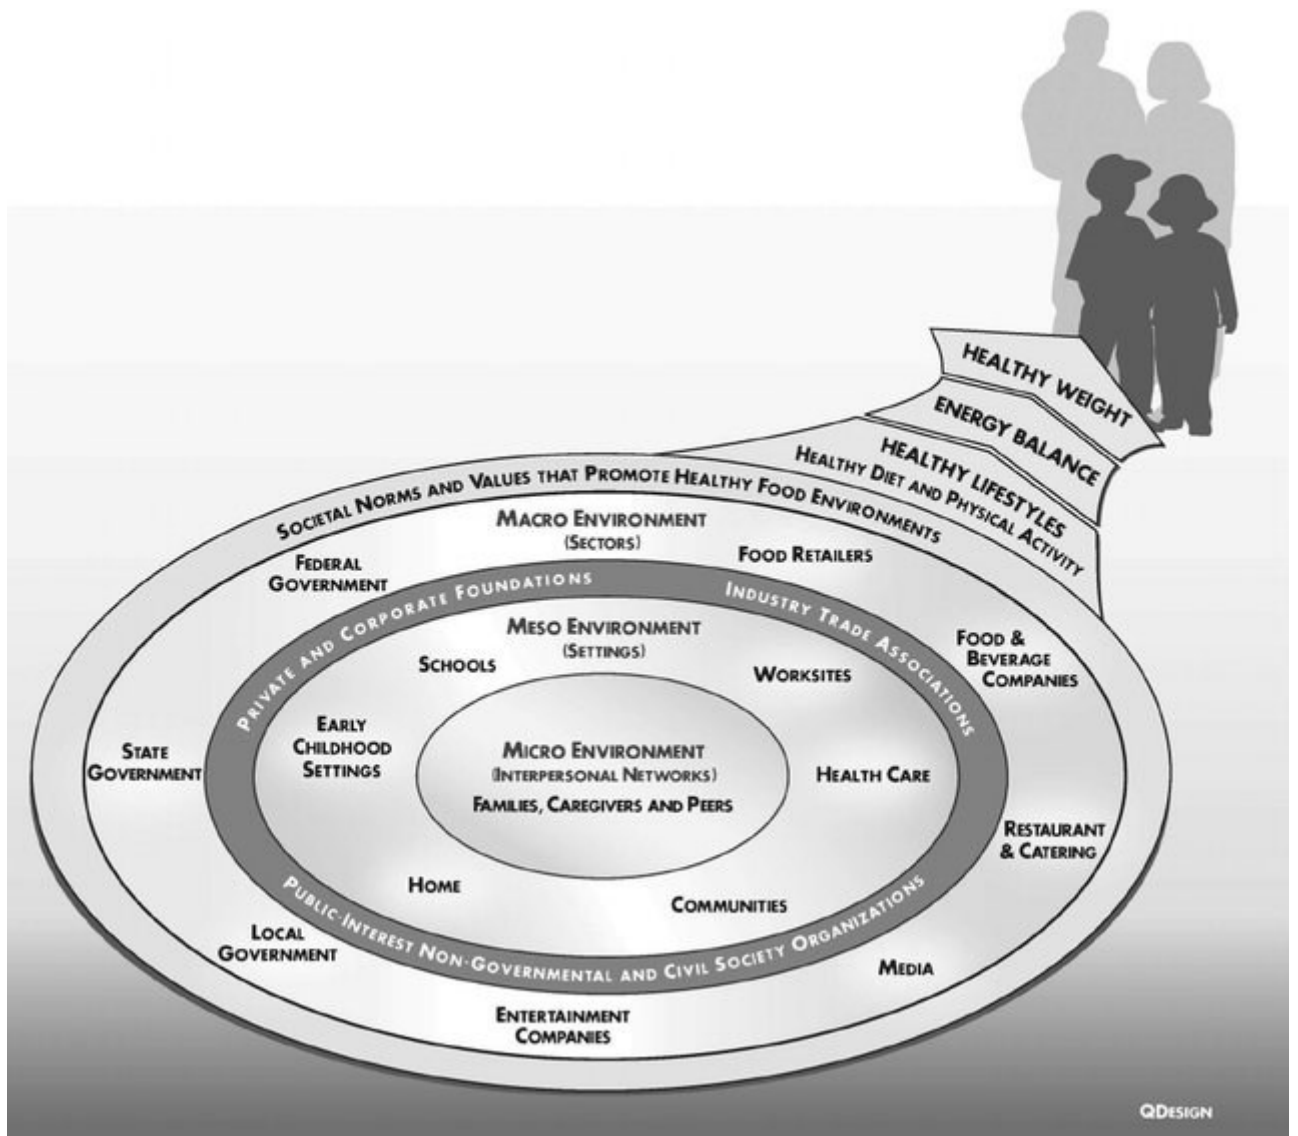 HEALTHY WEIGHT
ENERGY BALANCE
HEALTHY LIFESTYLES
HEALTHY DIET AND PHYSICAL ACTIVITY
SOCIETAL NORMS AND VALUES THAT PROMOTE HEALTHY FOOD ENVIRONMENTS
MACRO ENVIRONMENT
(SECTORS)
FEDERAL
GOVERNMENT
FOOD RETAILERS
PRIVATE AND CORPORATE FOUNDATIONS
INDUSTRY TRADE ASSOCIATIONS
MESO ENVIRONMENT
(SETTINGS)
SCHOOLS
WORKSITES
FOOD &
BEVERAGE
COMPANIES
EARLY
CHILDHOOD
SETTINGS
STATE
GOVERNMENT
MICRO ENVIRONMENT
(INTERPERSONAL NETWORKS)
FAMILIES, CAREGIVERS AND PEERS
HEALTH CARE
RESTAURANT
& CATERING
HOME
COMMUNITIES
PUBLIC-INTEREST NON-GOVERNMENTAL AND CIVIL SOCIETY ORGANIZATIONS
LOCAL
GOVERNMENT
MEDIA
ENTERTAINMENT
COMPANIES
QDESIGN